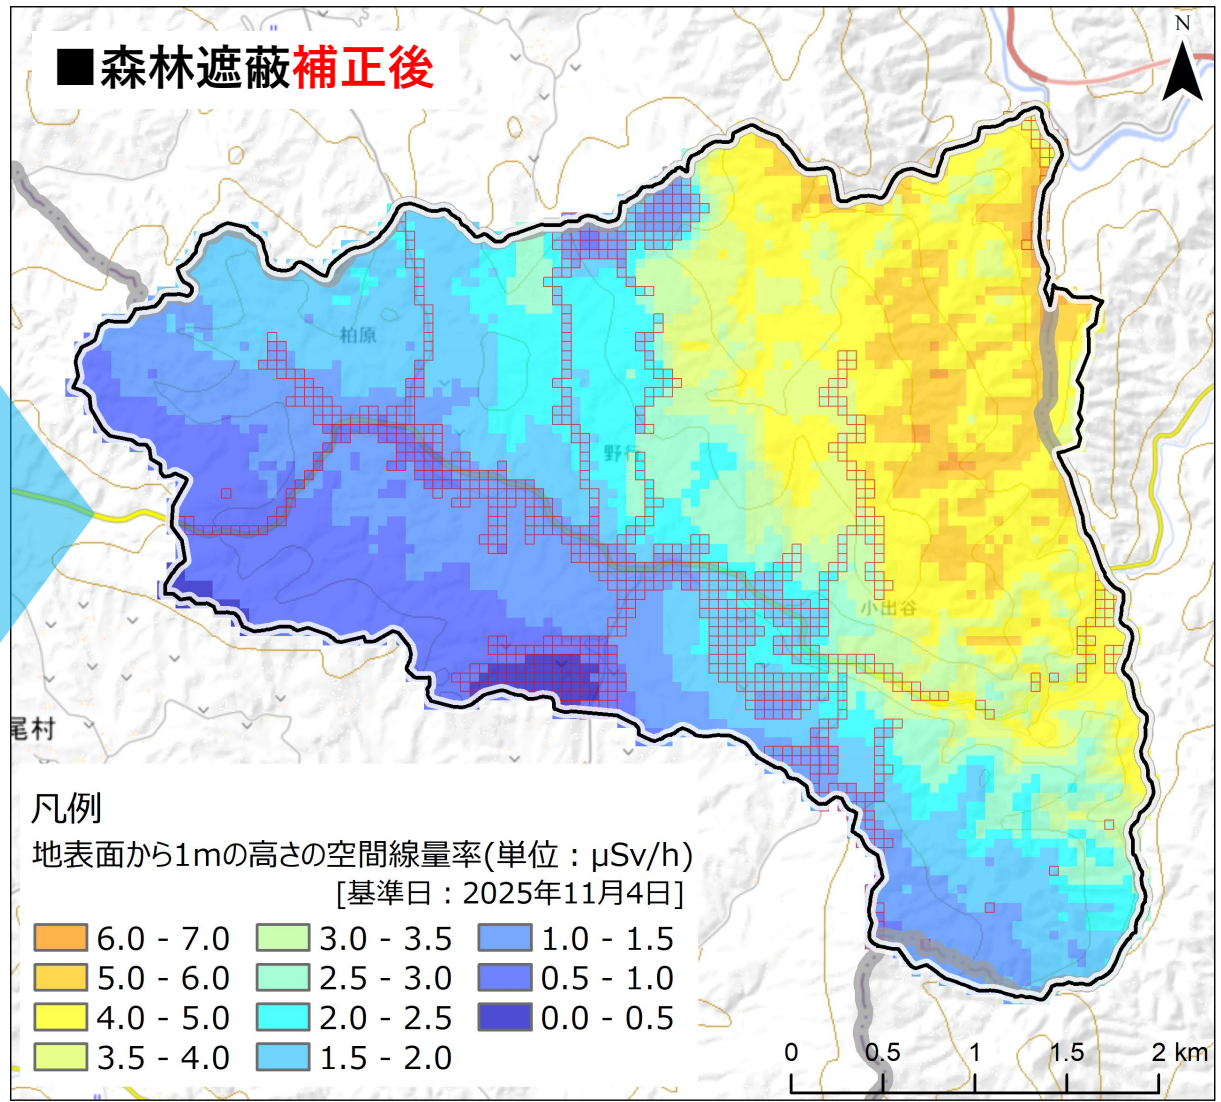 ■森林遮蔽補正後
N
柏原
野行
小出谷
尾村
凡例
地表面から1mの高さの空間線量率(単位:μSv/h)
[基準日:2025年11月4日]
6.0 - 7.0
5.0 - 6.0
4.0 - 5.0
3.5 - 4.0
3.0 - 3.5
2.5 - 3.0
2.0 - 2.5
1.5 - 2.0
1.0 - 1.5
0.5 - 1.0
0.0 - 0.5
0 0.5 1 1.5 2 km